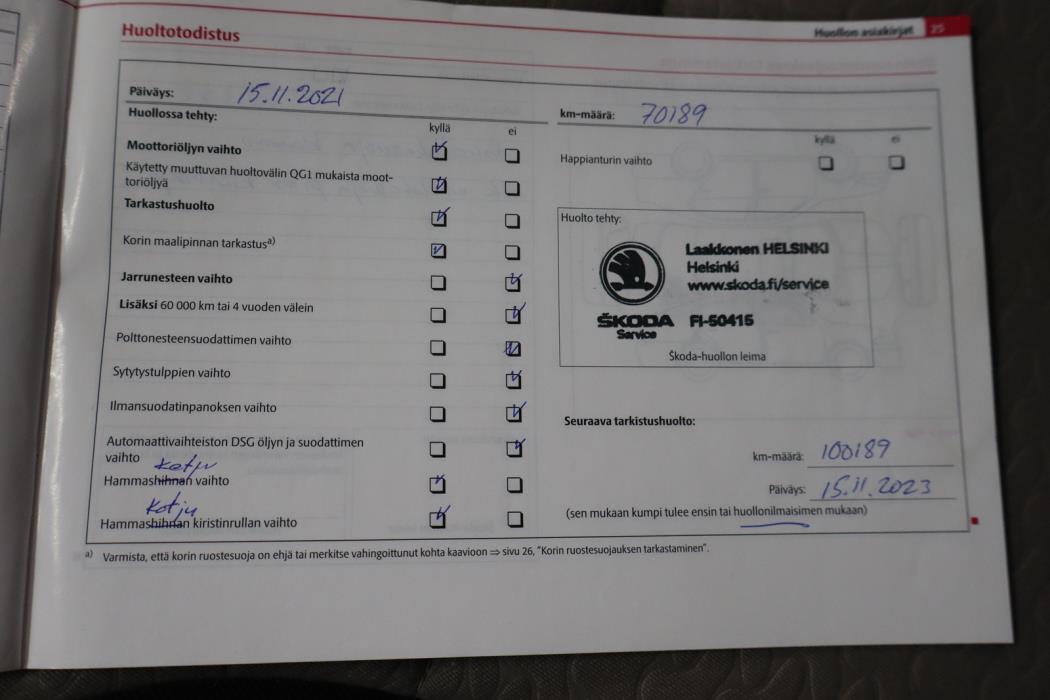 Huoltotodistus
Huollon asiakirjat 25
Päiväys: 15.11.2021
km-määrä: 70189
Huollossa tehty:
kyllä ei
Moottoriöljyn vaihto
Käytetty muuttuvan huoltovälin QG1 mukaista moot-
toriöljyä
Tarkastushuolto
Korin maalipinnan tarkastusa)
Jarrunesteen vaihto
Lisäksi 60 000 km tai 4 vuoden välein
Polttonesteensuodattimen vaihto
Sytytystulppien vaihto
Ilmansuodatinpanoksen vaihto
Automaattivaihteiston DSG öljyn ja suodattimen
vaihto
ketju
Hammashihnan vaihto
ketju
Hammashihnan kiristinrullan vaihto
kyllä ei
Happianturin vaihto
Huolto tehty:
Laakkonen HELSINKI
Helsinki
www.skoda.fi/service
ŠKODA FI-50415
Service
Škoda-huollon leima
Seuraava tarkistushuolto:
km-määrä: 100189
Päiväys: 15.11.2023
(sen mukaan kumpi tulee ensin tai huollonilmaisimen mukaan)
a) Varmista, että korin ruostesuoja on ehjä tai merkitse vahingoittunut kohta kaavioon ⇒ sivu 26, "Korin ruostesuojauksen tarkastaminen".